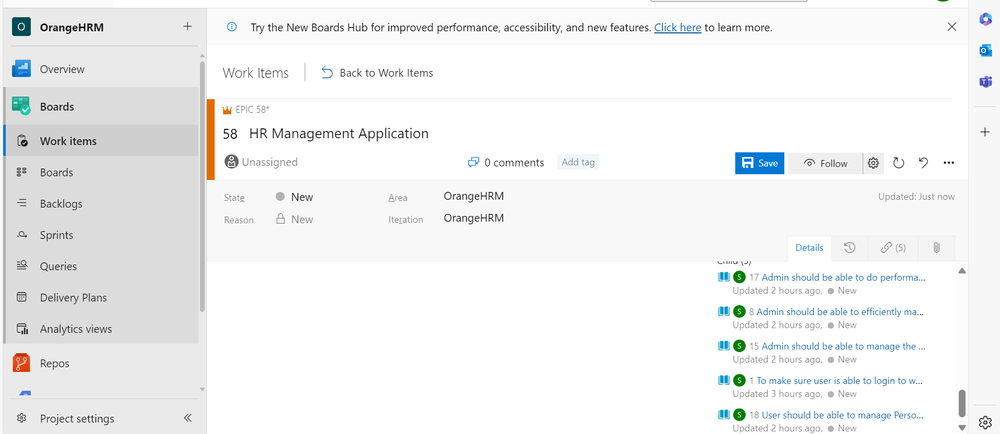 O OrangeHRM
Overview
Boards
Work items
Boards
Backlogs
Sprints
Queries
Delivery Plans
Analytics views
Repos
Project settings
Try the New Boards Hub for improved performance, accessibility, and new features. Click here to learn more.
Work Items
Back to Work Items
EPIC 58*
58 HR Management Application
Unassigned
0 comments
Add tag
Save
Follow
State New
Area OrangeHRM
Updated: Just now
Reason New
Iteration OrangeHRM
Details
(5)
Child (5)
S 17 Admin should be able to do performa...
Updated 2 hours ago, New
S 8 Admin should be able to efficiently ma...
Updated 2 hours ago, New
S 15 Admin should be able to manage the ...
Updated 2 hours ago, New
S 1 To make sure user is able to login to w...
Updated 3 hours ago, New
S 18 User should be able to manage Perso...
Updated 2 hours ago, New